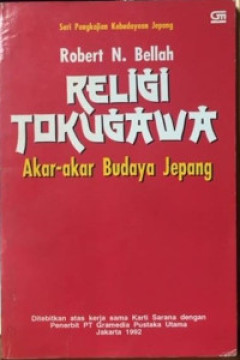 Seri Pengkajian Kebudayaan Jepang
Robert N. Bellah
RELIGI
TOKUGAWA
Akar-akar Budaya Jepang
Diterbitkan atas kerja sama Karti Sarana dengan
Penerbit PT Gramedia Pustaka Utama
Jakarta 1992